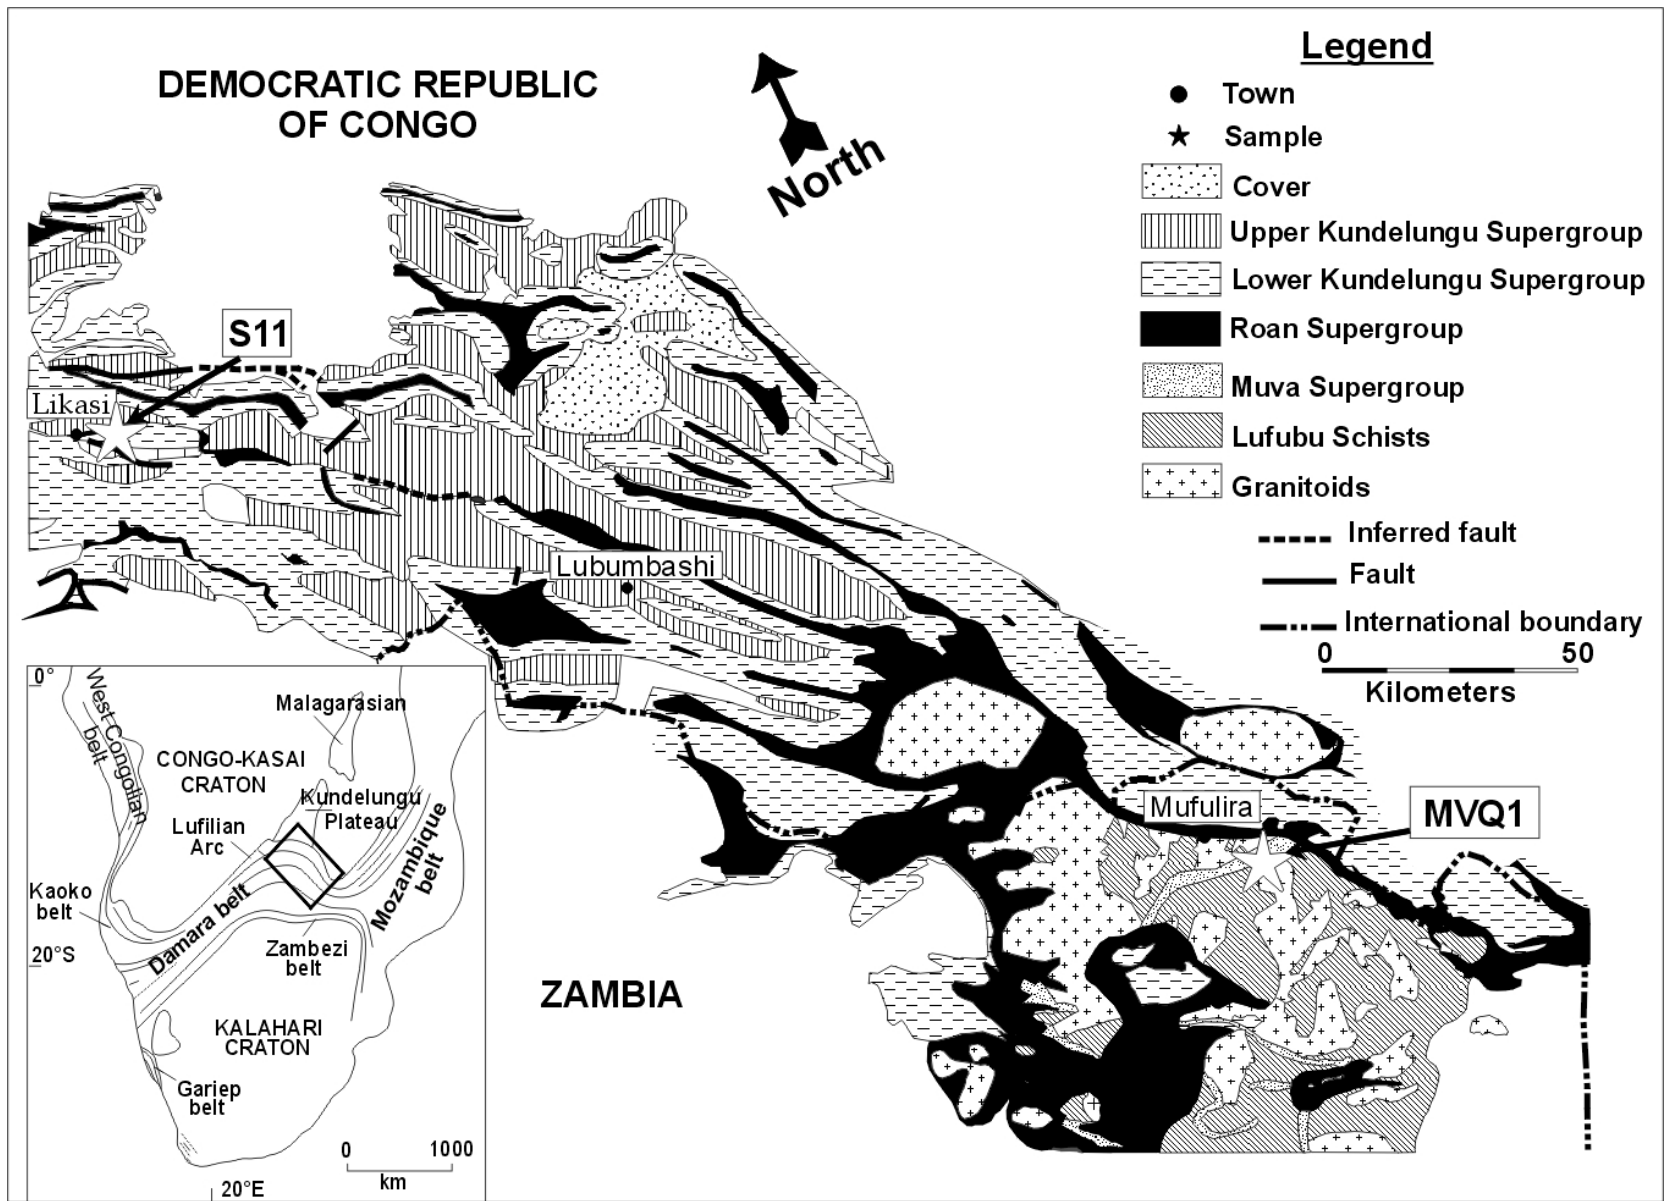 DEMOCRATIC REPUBLIC
OF CONGO
North
Legend
Town
Sample
Cover
Upper Kundelungu Supergroup
Lower Kundelungu Supergroup
Roan Supergroup
Muva Supergroup
Lufubu Schists
Granitoids
Inferred fault
Fault
International boundary
0 50
Kilometers
S11
Likasi
Lubumbashi
Mufulira
MVQ1
ZAMBIA
0°
West Congolian
belt
Malagarasian
CONGO-KASAI
CRATON
Kundelungu
Plateau
Lufilian
Arc
Mozambique
belt
Kaoko
belt
Damara belt
20°S
Zambezi
belt
KALAHARI
CRATON
Gariep
belt
0 1000
km
20°E